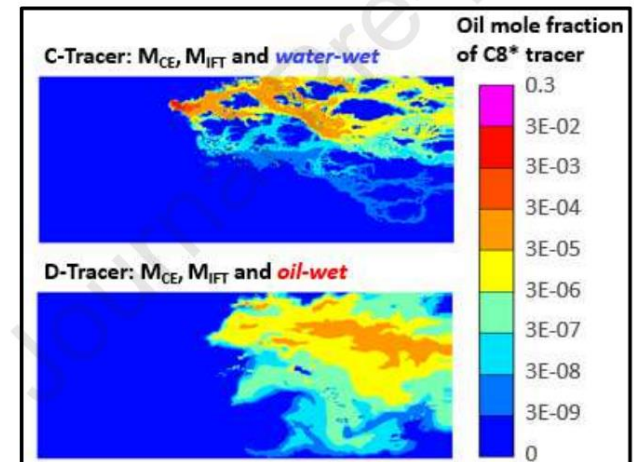 Oil mole fraction
of C8* tracer
C-Tracer: M_CE, M_IFT and water-wet
0.3
3E-02
3E-03
3E-04
3E-05
3E-06
3E-07
3E-08
3E-09
0
D-Tracer: M_CE, M_IFT and oil-wet